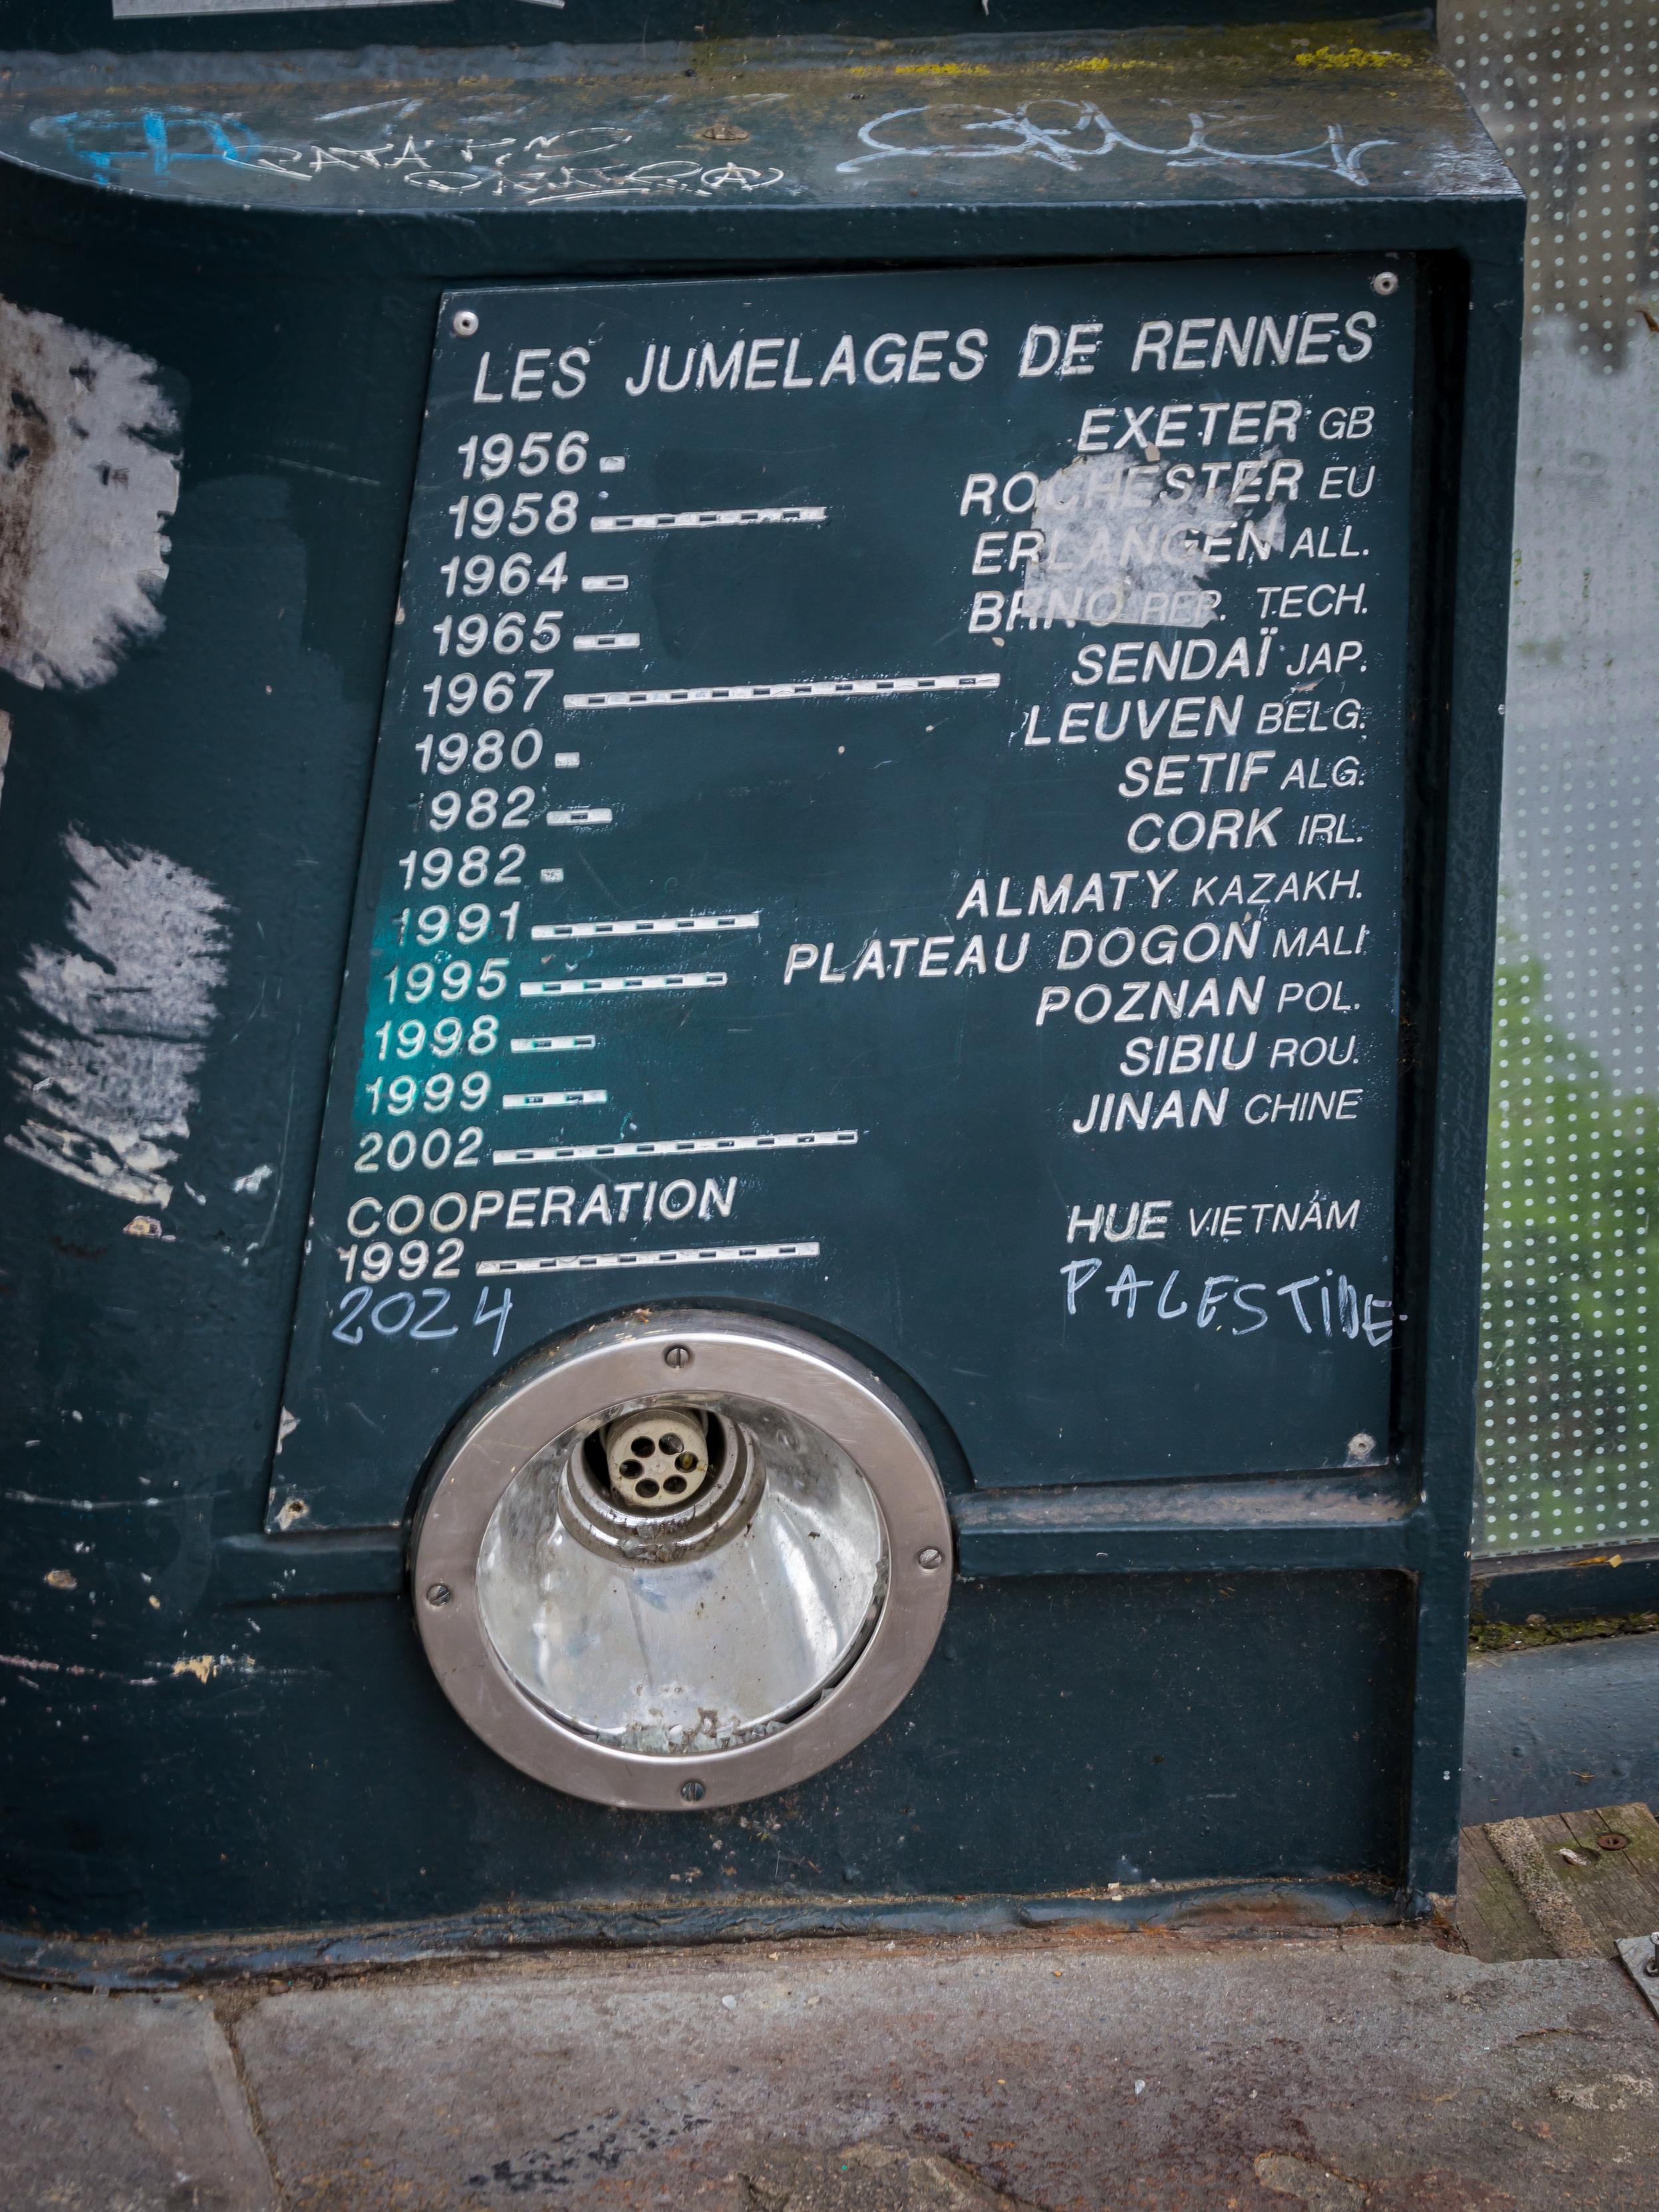 LES JUMELAGES DE RENNES
1956 EXETER GB
1958 ROCHESTER EU
1964 ERLANGEN ALL.
1965 BRNO REP. TECH.
1967 SENDAÏ JAP.
1980 LEUVEN BELG.
982 SETIF ALG.
1982 CORK IRL.
1991 ALMATY KAZAKH.
1995 PLATEAU DOGON MALI
1998 POZNAN POL.
1999 SIBIU ROU.
2002 JINAN CHINE
COOPERATION
1992 HUE VIETNAM
2024 PALESTINE